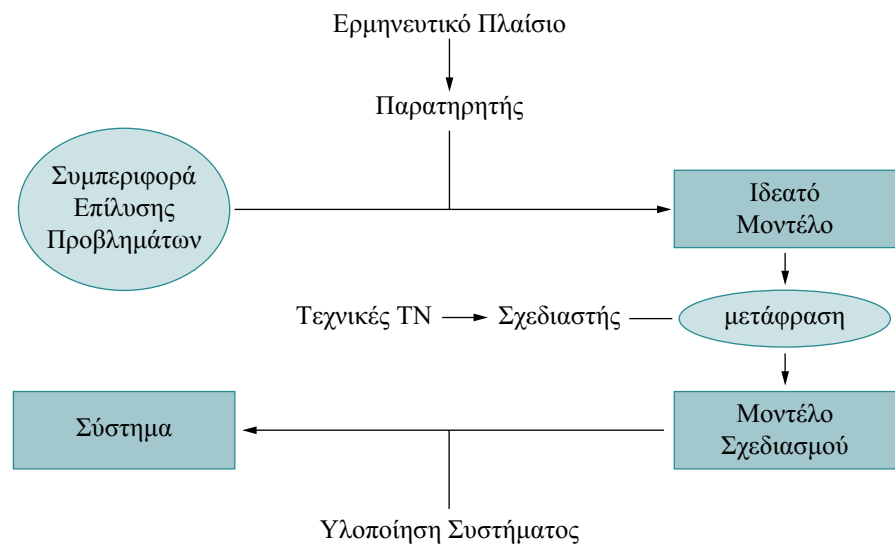 Ερμηνευτικό Πλαίσιο
Παρατηρητής
Συμπεριφορά
Επίλυσης
Προβλημάτων
Ιδεατό
Μοντέλο
Τεχνικές ΤΝ
Σχεδιαστής
μετάφραση
Σύστημα
Μοντέλο
Σχεδιασμού
Υλοποίηση Συστήματος